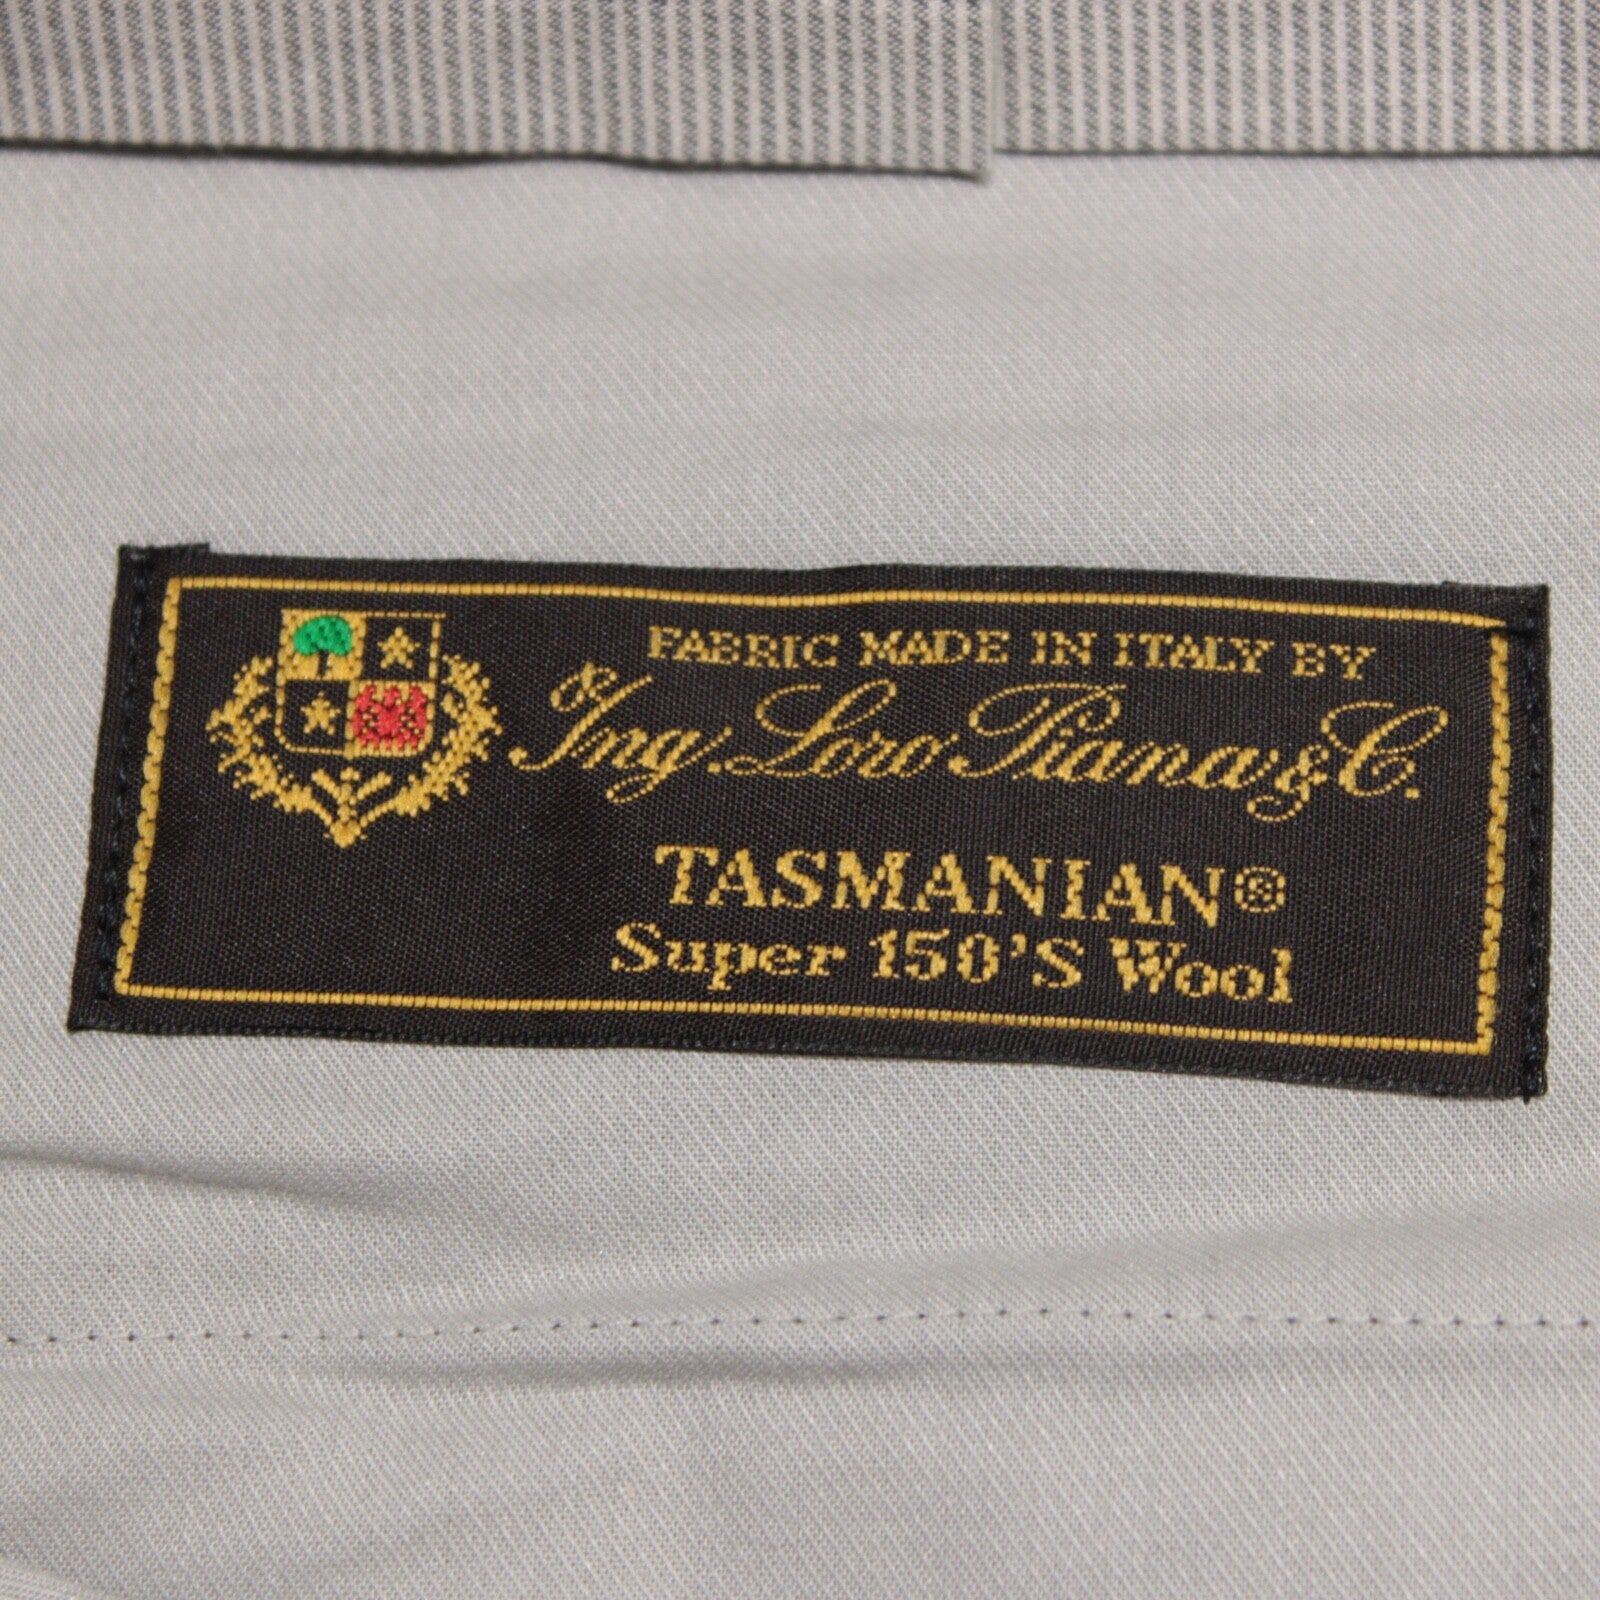 FABRIC MADE IN ITALY BY
Ing. Loro Piana & C.
TASMANIAN®
Super 150'S Wool